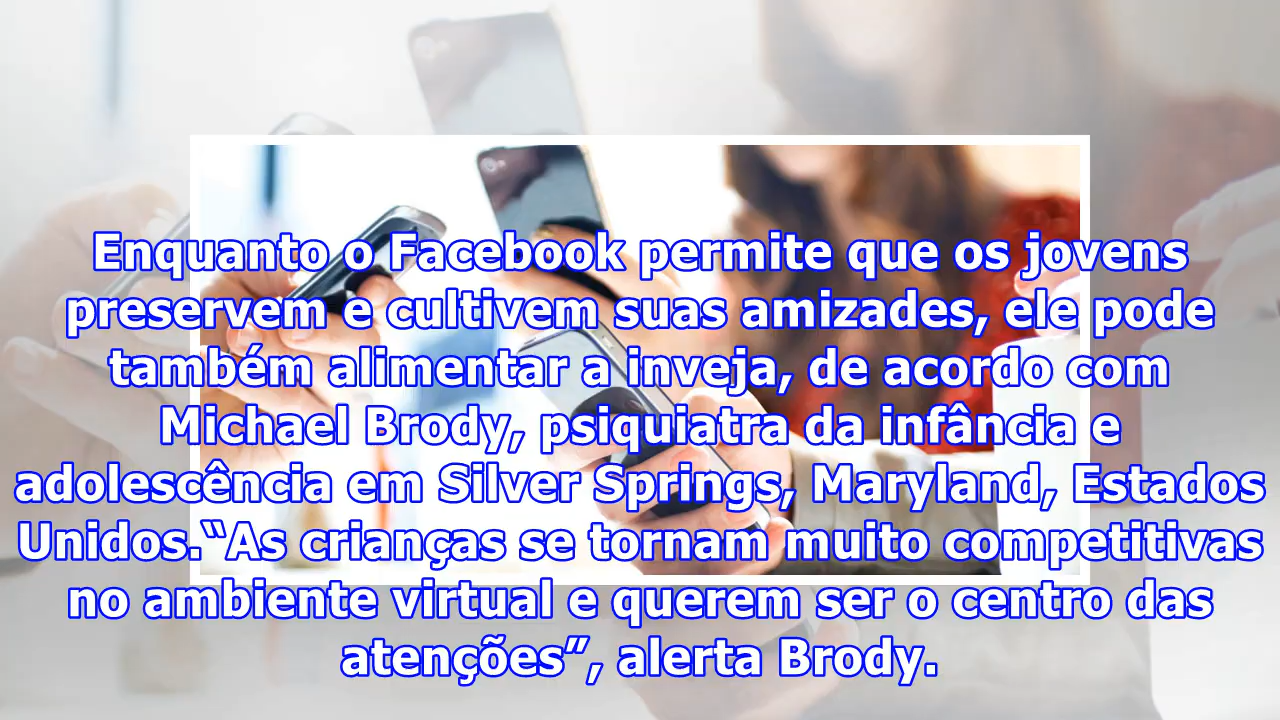 Enquanto o Facebook permite que os jovens
preservem e cultivem suas amizades, ele pode
também alimentar a inveja, de acordo com
Michael Brody, psiquiatra da infância e
adolescência em Silver Springs, Maryland, Estados
Unidos.“As crianças se tornam muito competitivas
no ambiente virtual e querem ser o centro das
atenções”, alerta Brody.